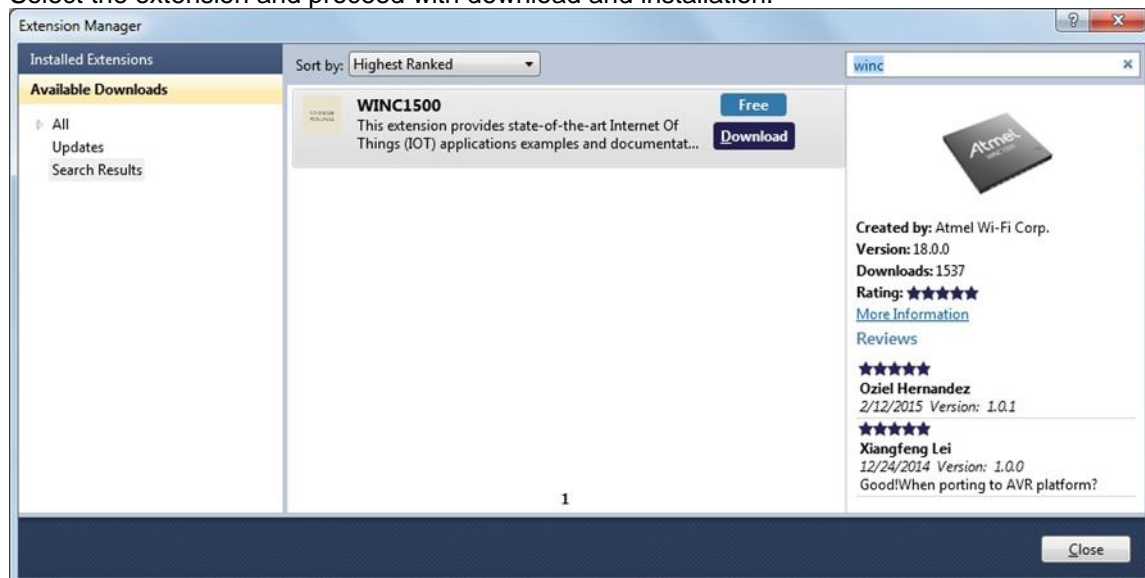 Select the extension and proceed with download and installation.
Extension Manager
Installed Extensions
Available Downloads
All
Updates
Search Results
Sort by: Highest Ranked
WINC1500
This extension provides state-of-the-art Internet Of
Things (IOT) applications examples and documentat...
Free
Download
1
winc
Atmel
Created by: Atmel Wi-Fi Corp.
Version: 18.0.0
Downloads: 1537
Rating:
More Information
Reviews
Oziel Hernandez
2/12/2015 Version: 1.0.1
Xiangfeng Lei
12/24/2014 Version: 1.0.0
Good!When porting to AVR platform?
Close